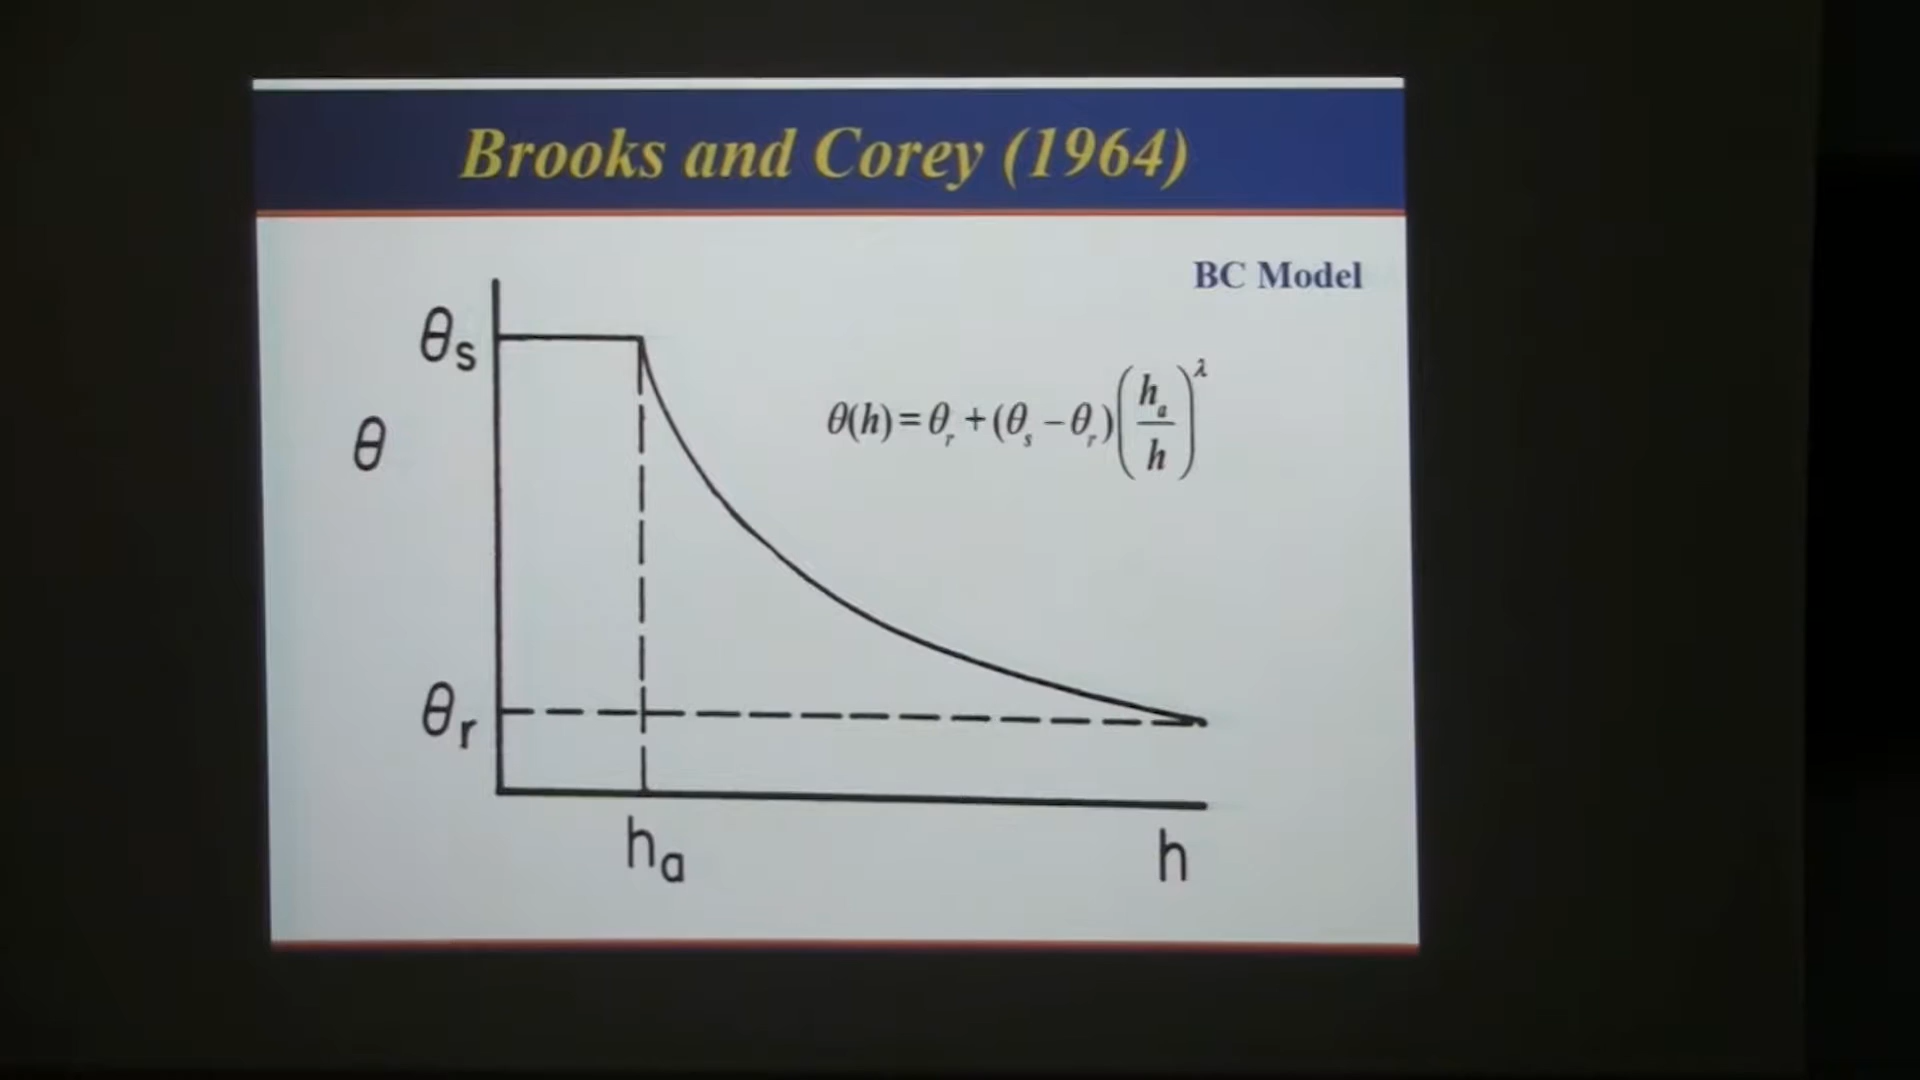 Brooks and Corey (1964)
BC Model
θs
θ(h) = θr + (θs − θr)(ha/h)^λ
θ
θr
ha
h